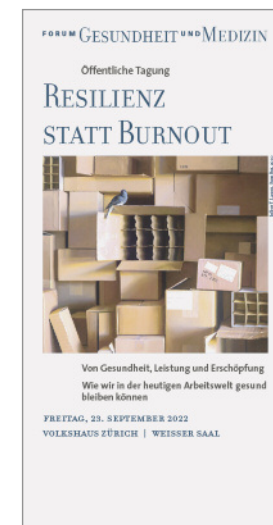 FORUM GESUNDHEIT UND MEDIZIN
Öffentliche Tagung
RESILIENZ
STATT BURNOUT
Von Gesundheit, Leistung und Erschöpfung
Wie wir in der heutigen Arbeitswelt gesund
bleiben können
FREITAG, 23. SEPTEMBER 2022
VOLKSHAUS ZÜRICH | WEISSER SAAL